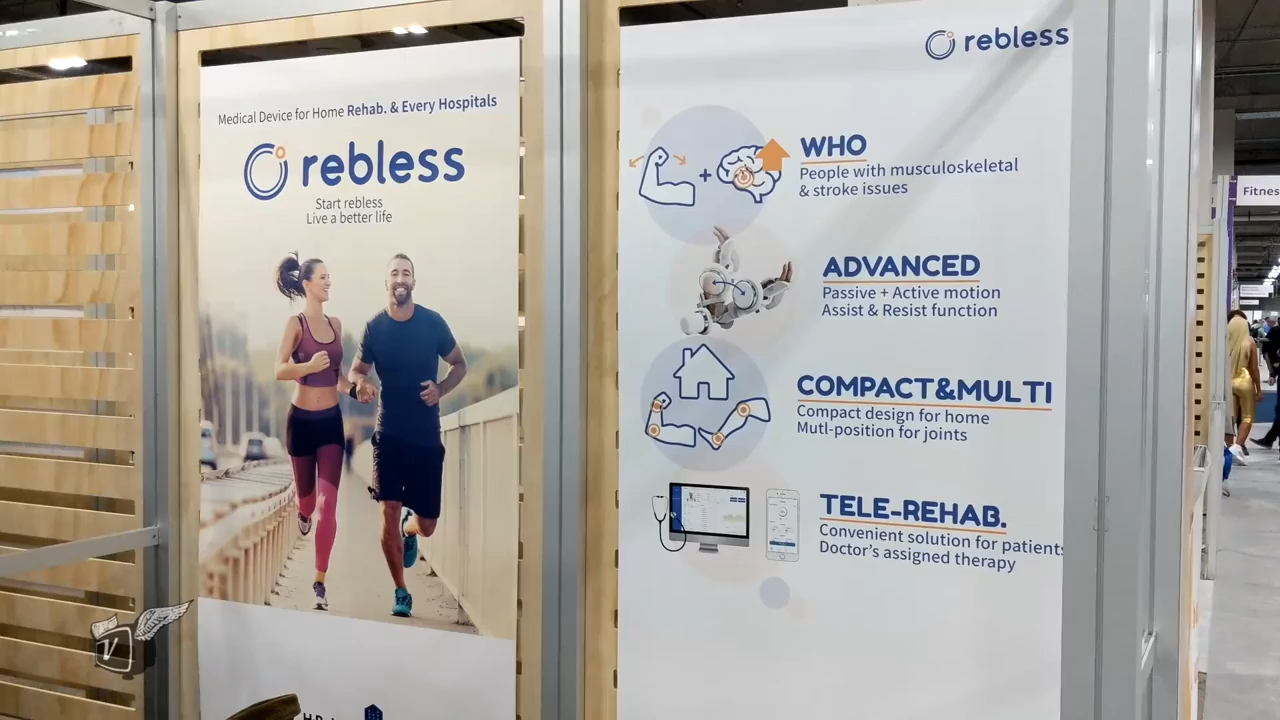 Medical Device for Home Rehab. & Every Hospitals
rebless
Start rebless
Live a better life
rebless
WHO
People with musculoskeletal
& stroke issues
ADVANCED
Passive + Active motion
Assist & Resist function
COMPACT&MULTI
Compact design for home
Mutl-position for joints
TELE-REHAB.
Convenient solution for patients
Doctor's assigned therapy
Fitnes
V